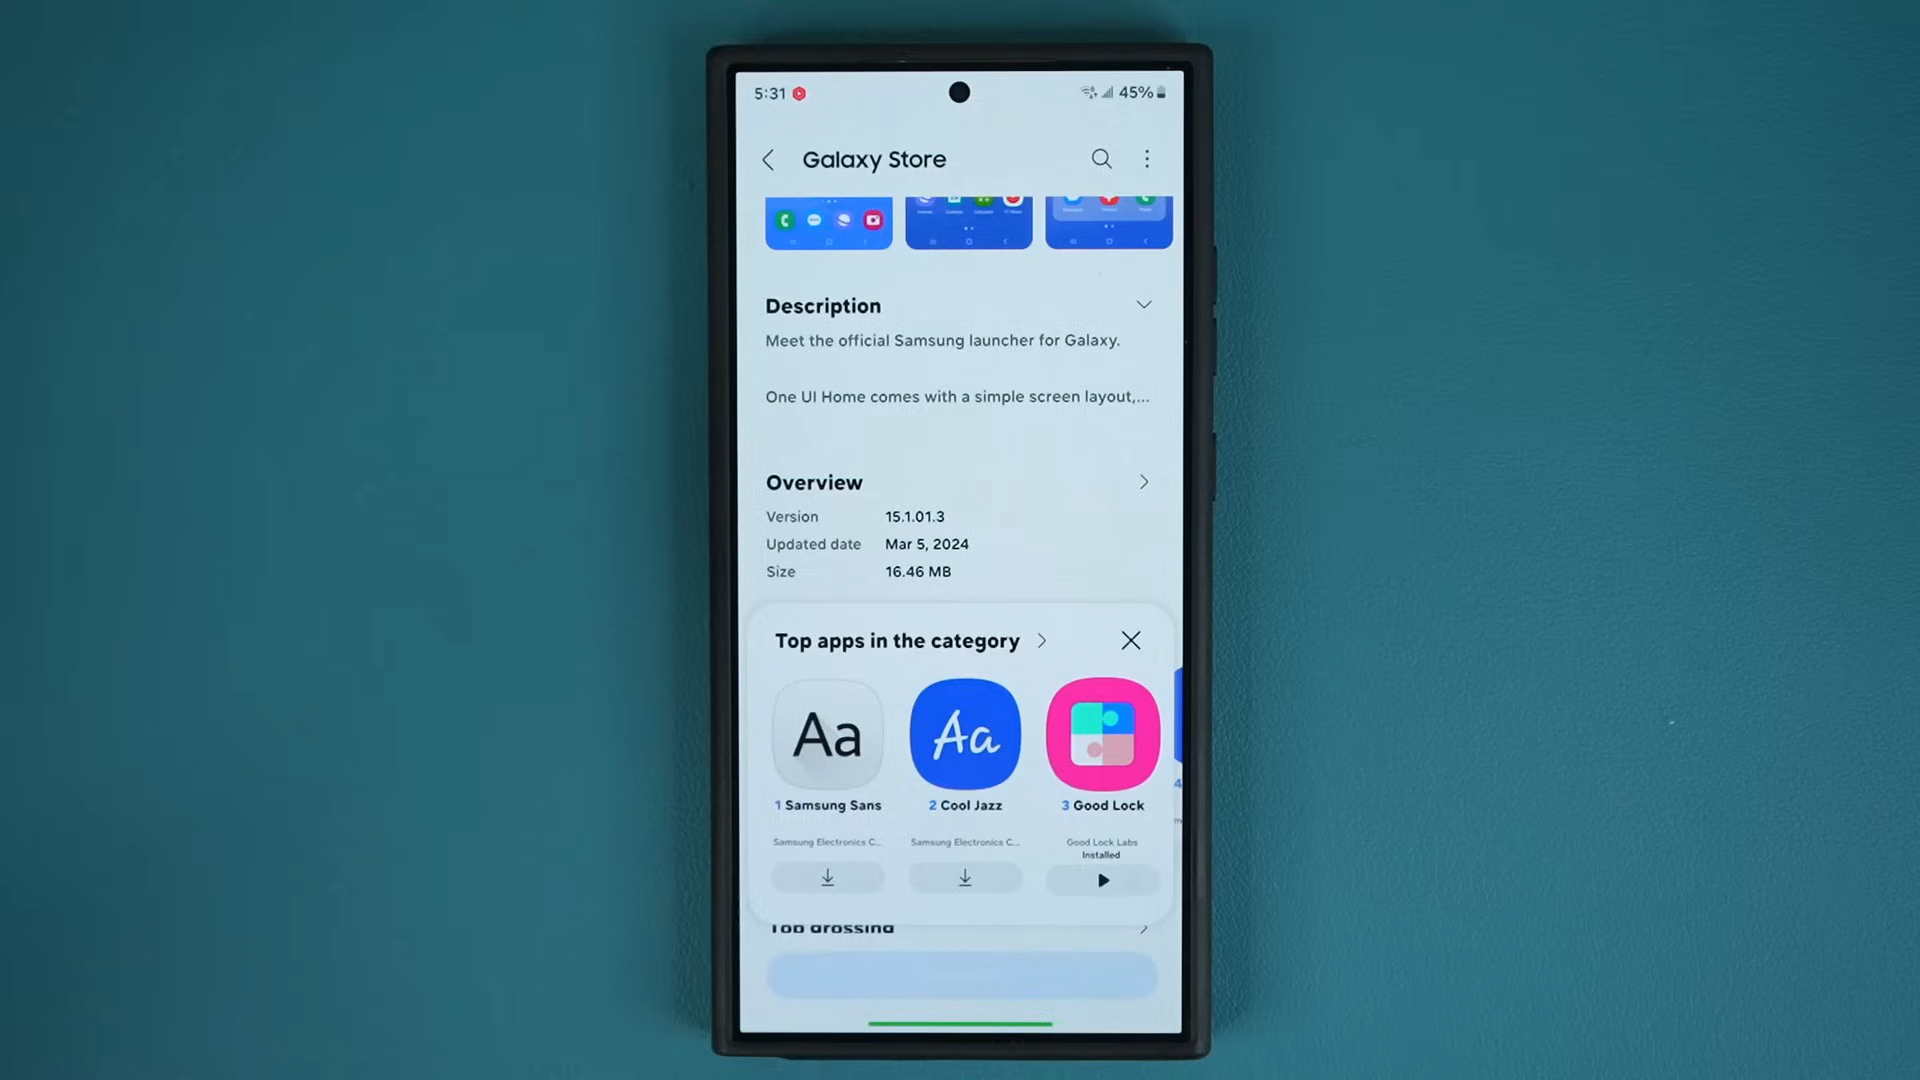 5:31
45%
Galaxy Store
Description
Meet the official Samsung launcher for Galaxy.
One UI Home comes with a simple screen layout,...
Overview
Version 15.1.01.3
Updated date Mar 5, 2024
Size 16.46 MB
Top apps in the category
Aa Aa
1 Samsung Sans 2 Cool Jazz 3 Good Lock
4
Samsung Electronics C... Samsung Electronics C... Good Lock Labs
Installed
Top grossing